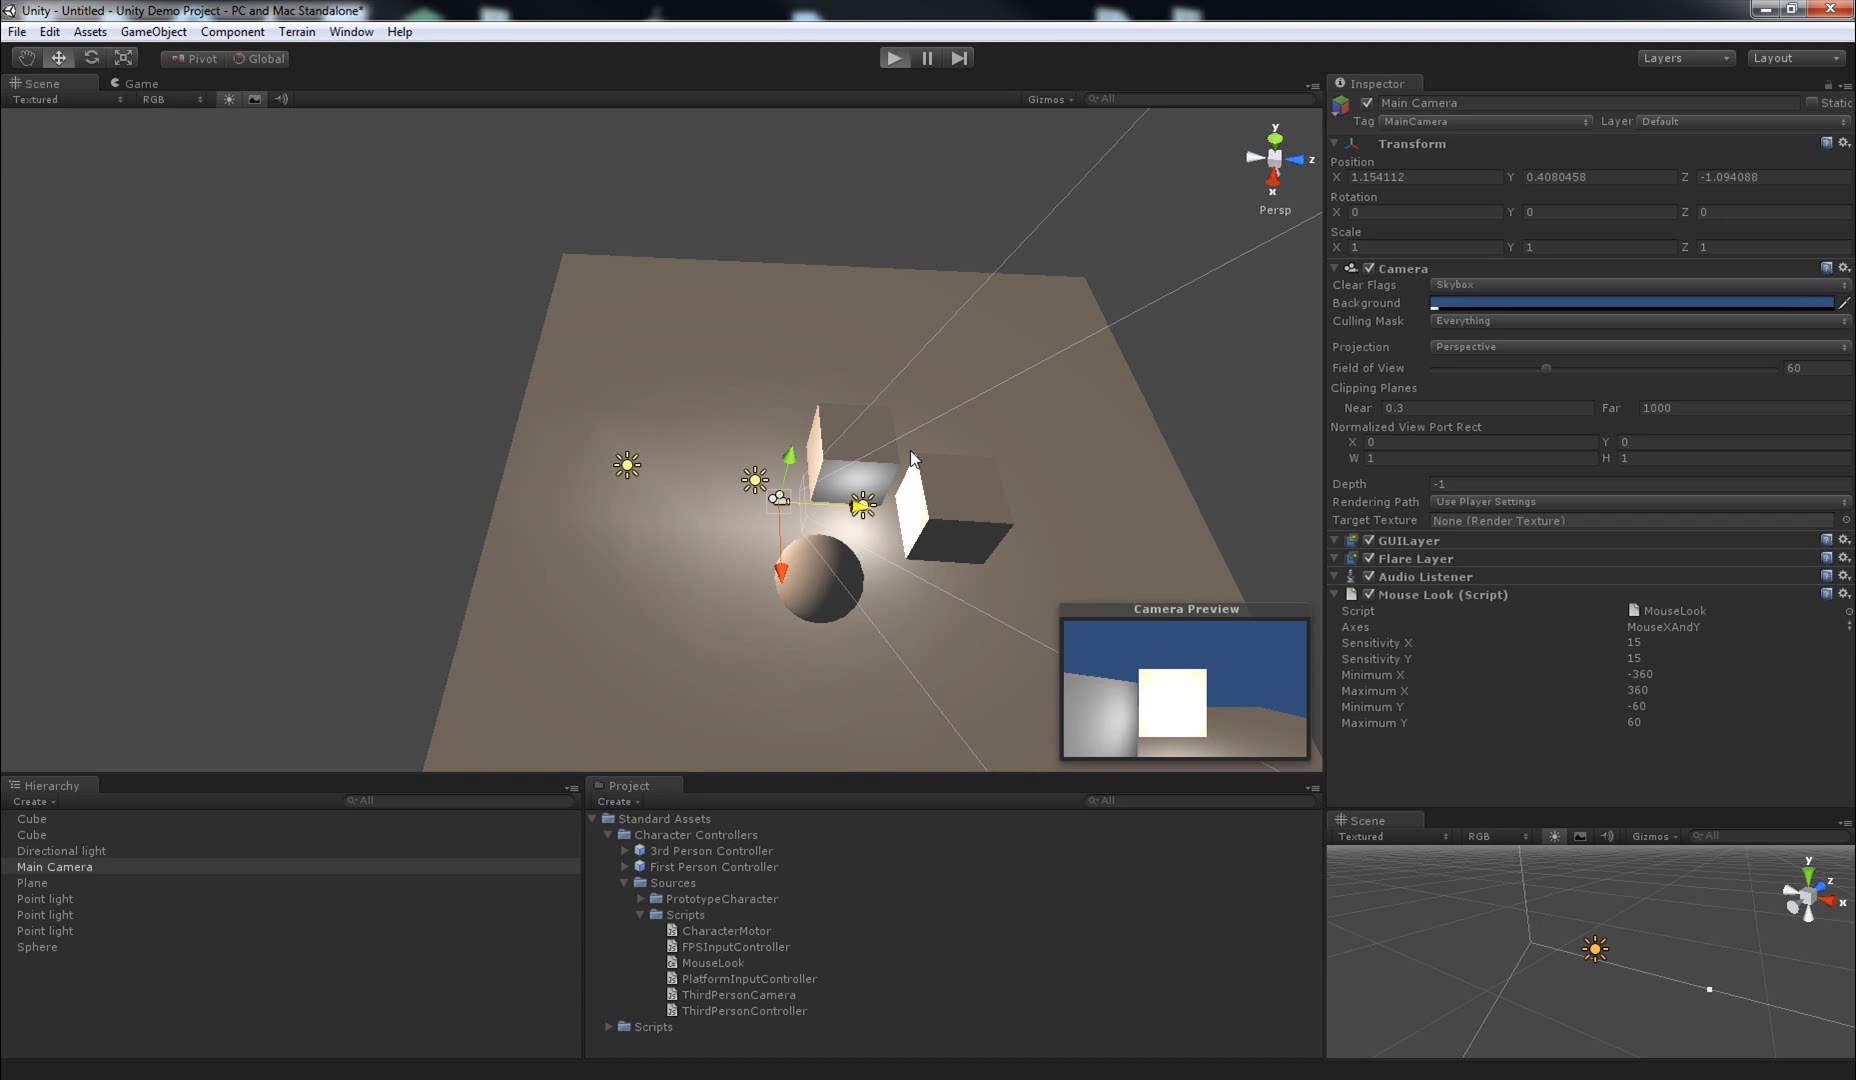 Unity - Untitled - Unity Demo Project - PC and Mac Standalone*
File Edit Assets GameObject Component Terrain Window Help
Pivot Global Layers Layout
Scene Game
Textured RGB Gizmos All
y
z
x
Persp
Camera Preview
Inspector
Main Camera Static
Tag MainCamera Layer Default
Transform
Position
X 1.154112 Y 0.4080458 Z -1.094088
Rotation
X 0 Y 0 Z 0
Scale
X 1 Y 1 Z 1
Camera
Clear Flags Skybox
Background
Culling Mask Everything
Projection Perspective
Field of View 60
Clipping Planes
Near 0.3 Far 1000
Normalized View Port Rect
X 0 Y 0
W 1 H 1
Depth -1
Rendering Path Use Player Settings
Target Texture None (Render Texture)
GUILayer
Flare Layer
Audio Listener
Mouse Look (Script)
Script MouseLook
Axes MouseXAndY
Sensitivity X 15
Sensitivity Y 15
Minimum X -360
Maximum X 360
Minimum Y -60
Maximum Y 60
Hierarchy
Create All
Cube
Cube
Directional light
Main Camera
Plane
Point light
Point light
Point light
Sphere
Project
Create All
Standard Assets
Character Controllers
3rd Person Controller
First Person Controller
Sources
PrototypeCharacter
Scripts
CharacterMotor
FPSInputController
MouseLook
PlatformInputController
ThirdPersonCamera
ThirdPersonController
Scripts
Scene
Textured RGB Gizmos All
y
z
x